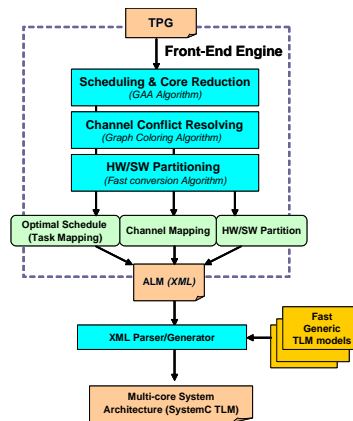 TPG
Front-End Engine
Scheduling & Core Reduction
(GAA Algorithm)
Channel Conflict Resolving
(Graph Coloring Algorithm)
HW/SW Partitioning
(Fast conversion Algorithm)
Optimal Schedule
(Task Mapping)
Channel Mapping
HW/SW Partition
ALM (XML)
XML Parser/Generator
Fast
Generic
TLM models
Multi-core System
Architecture (SystemC TLM)